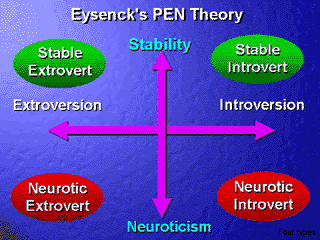 Eysenck's PEN Theory
Stable
Extrovert
Stability
Stable
Introvert
Extroversion
Introversion
Neurotic
Extrovert
Neuroticism
Neurotic
Introvert
Four types